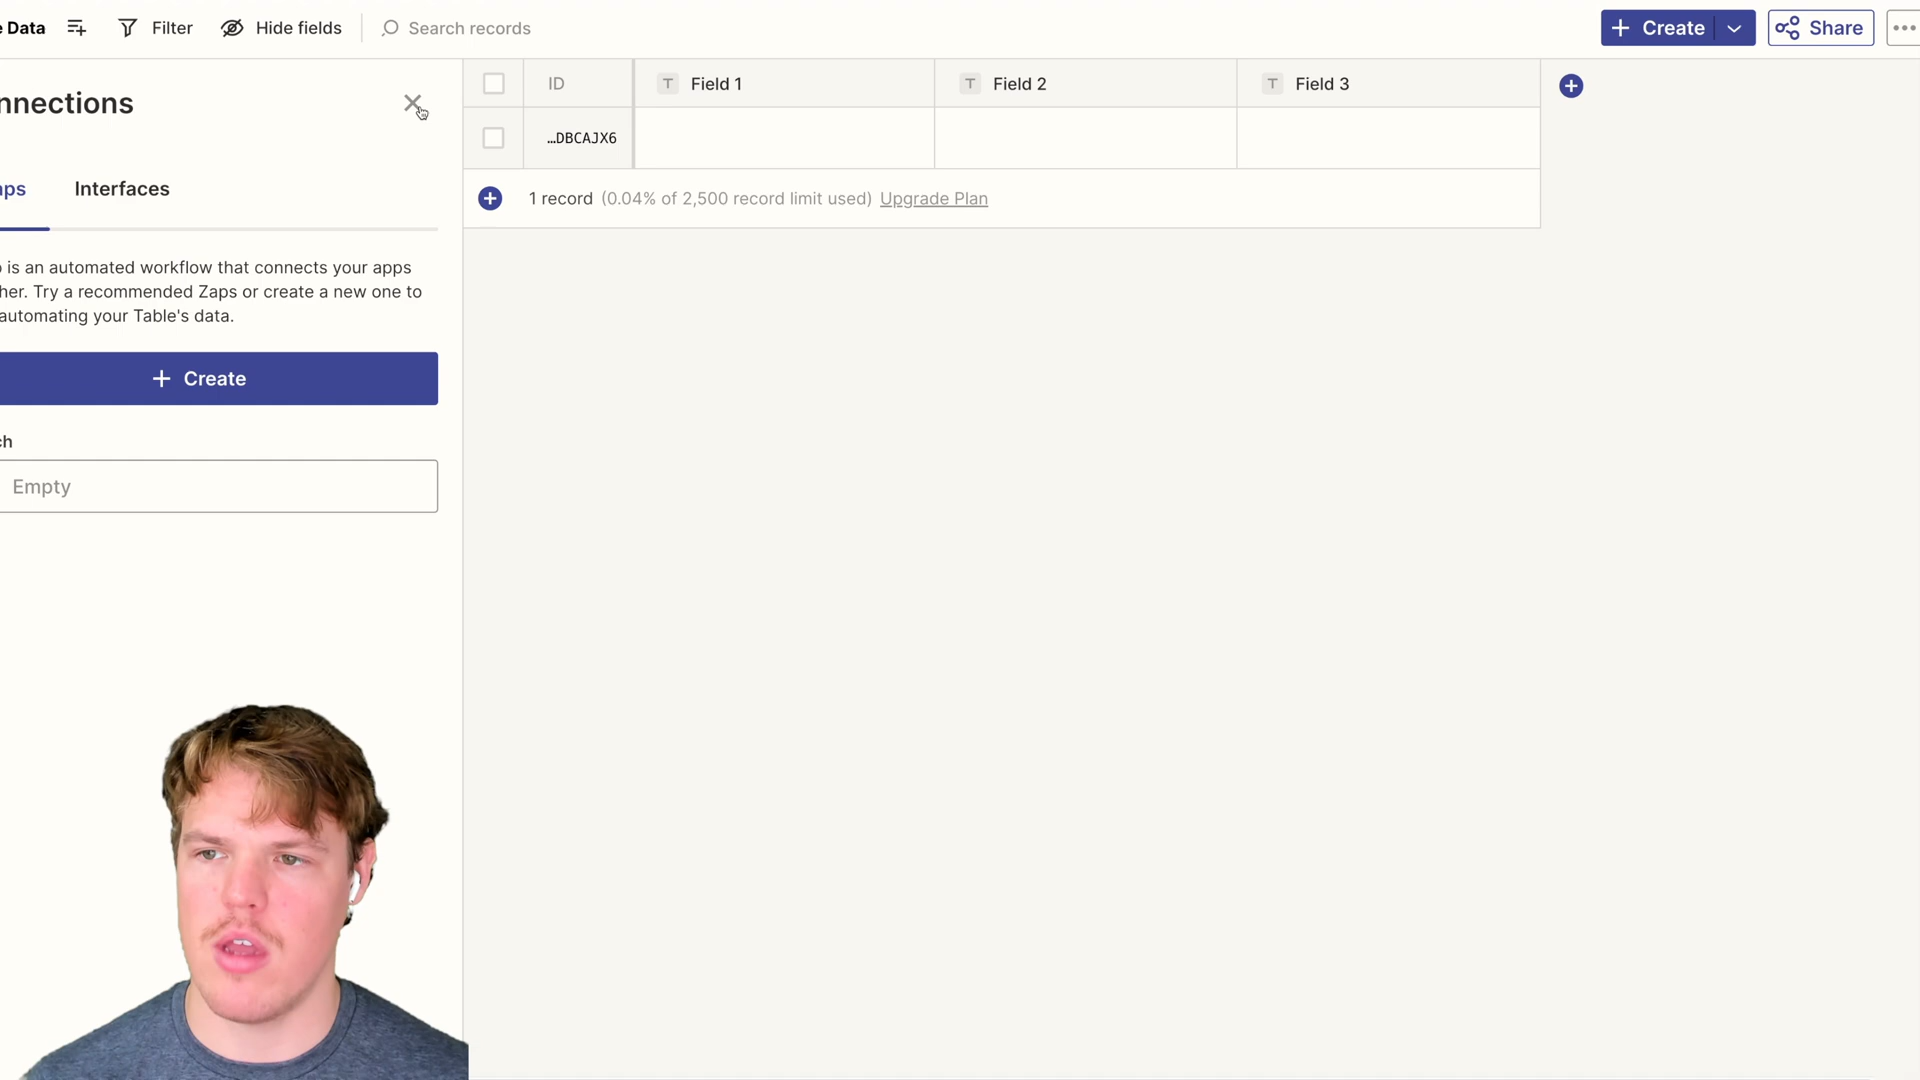 e Data
Filter
Hide fields
Search records
Create
Share
nnections
aps
Interfaces
is an automated workflow that connects your apps
her. Try a recommended Zaps or create a new one to
automating your Table's data.
Create
ch
Empty
ID
Field 1
Field 2
Field 3
…DBCAJX6
1 record (0.04% of 2,500 record limit used) Upgrade Plan